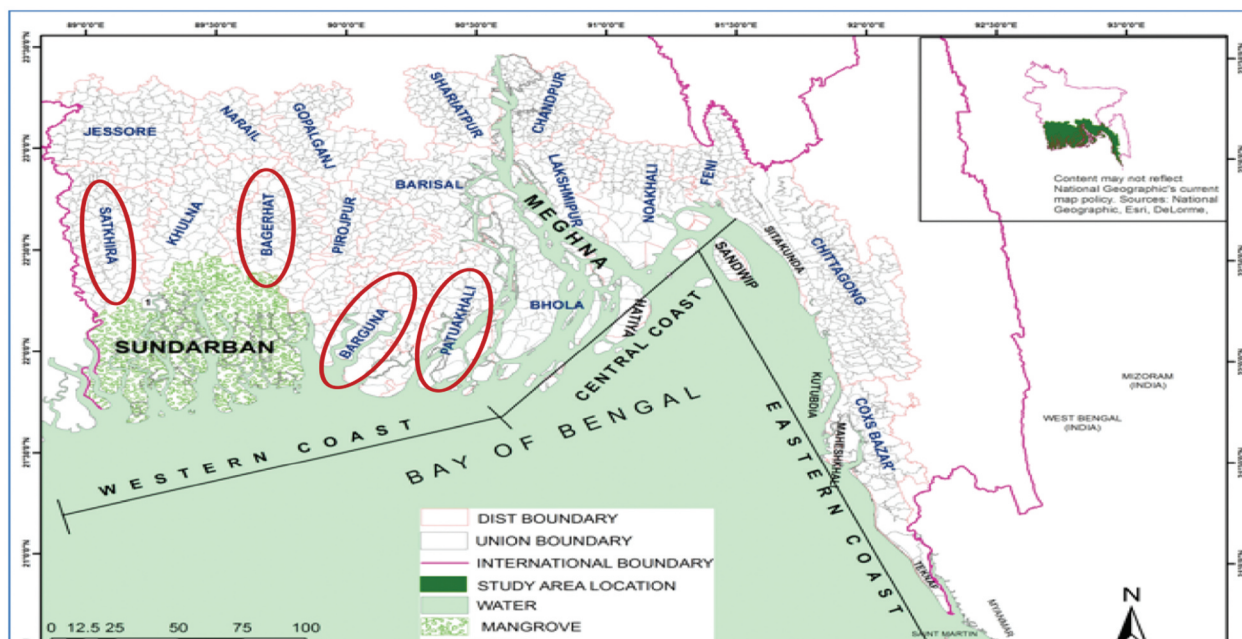 89°0'0"E 89°30'0"E 90°0'0"E 90°30'0"E 91°0'0"E 91°30'0"E 92°0'0"E 92°30'0"E 93°0'0"E
JESSORE
NARAIL
GOPALGANJ
SHARIATPUR
CHANDPUR
SATKHIRA
KHULNA
BAGERHAT
PIROJPUR
BARISAL
LAKSHMIPUR
NOAKHALI
FENI
MEGHNA
SITAKUNDA
SANDWIP
CHITTAGONG
BARGUNA
PATUAKHALI
BHOLA
HATIYA
1
SUNDARBAN
CENTRAL COAST
WESTERN COAST
BAY OF BENGAL
EASTERN COAST
KUTUBDIA
MAHESHKHALI
COXS BAZAR'
TEKNAF
MYANMAR
SAINT MARTIN
MIZORAM
(INDIA)
WEST BENGAL
(INDIA)
Content may not reflect
National Geographic's current
map policy. Sources: National
Geographic, Esri, DeLorme,
DIST BOUNDARY
UNION BOUNDARY
INTERNATIONAL BOUNDARY
STUDY AREA LOCATION
WATER
MANGROVE
0 12.5 25 50 75 100
N